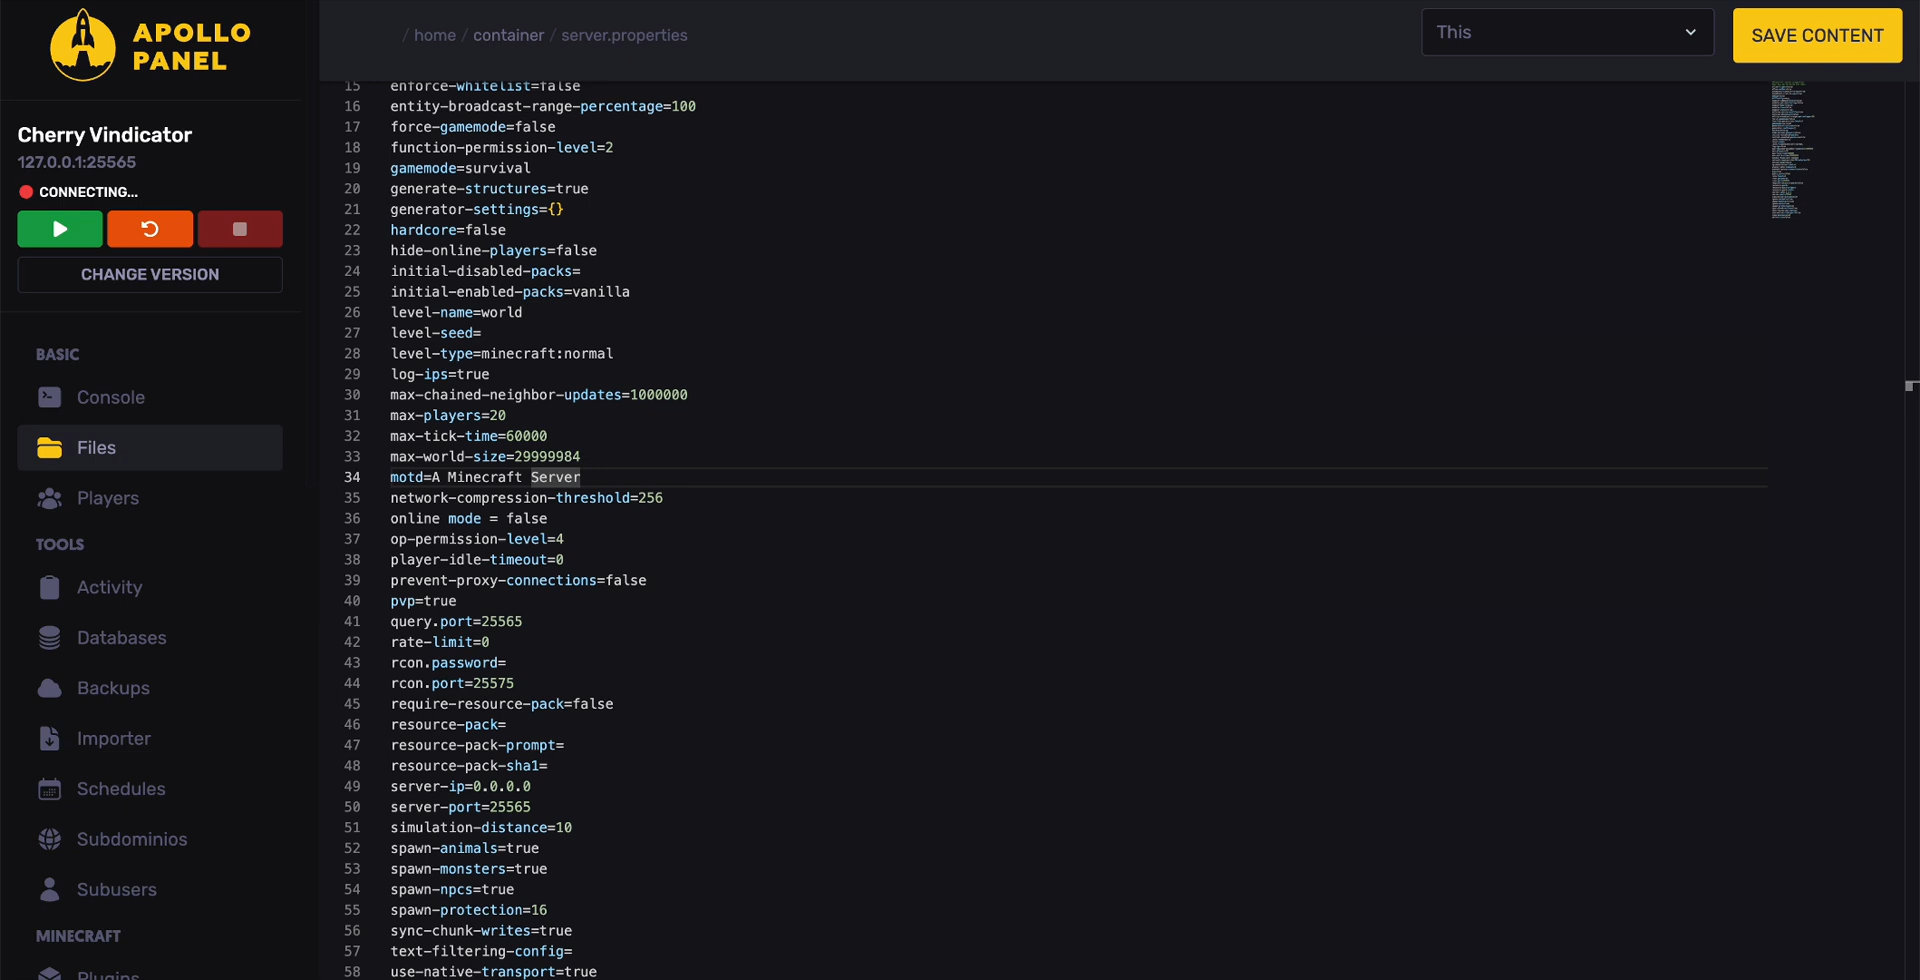 APOLLO
PANEL
/ home / container / server.properties
This
SAVE CONTENT
Cherry Vindicator
127.0.0.1:25565
CONNECTING...
CHANGE VERSION
BASIC
Console
Files
Players
TOOLS
Activity
Databases
Backups
Importer
Schedules
Subdominios
Subusers
MINECRAFT
Plugins
15 enforce-whitelist=false
16 entity-broadcast-range-percentage=100
17 force-gamemode=false
18 function-permission-level=2
19 gamemode=survival
20 generate-structures=true
21 generator-settings={}
22 hardcore=false
23 hide-online-players=false
24 initial-disabled-packs=
25 initial-enabled-packs=vanilla
26 level-name=world
27 level-seed=
28 level-type=minecraft:normal
29 log-ips=true
30 max-chained-neighbor-updates=1000000
31 max-players=20
32 max-tick-time=60000
33 max-world-size=29999984
34 motd=A Minecraft Server
35 network-compression-threshold=256
36 online mode = false
37 op-permission-level=4
38 player-idle-timeout=0
39 prevent-proxy-connections=false
40 pvp=true
41 query.port=25565
42 rate-limit=0
43 rcon.password=
44 rcon.port=25575
45 require-resource-pack=false
46 resource-pack=
47 resource-pack-prompt=
48 resource-pack-sha1=
49 server-ip=0.0.0.0
50 server-port=25565
51 simulation-distance=10
52 spawn-animals=true
53 spawn-monsters=true
54 spawn-npcs=true
55 spawn-protection=16
56 sync-chunk-writes=true
57 text-filtering-config=
58 use-native-transport=true